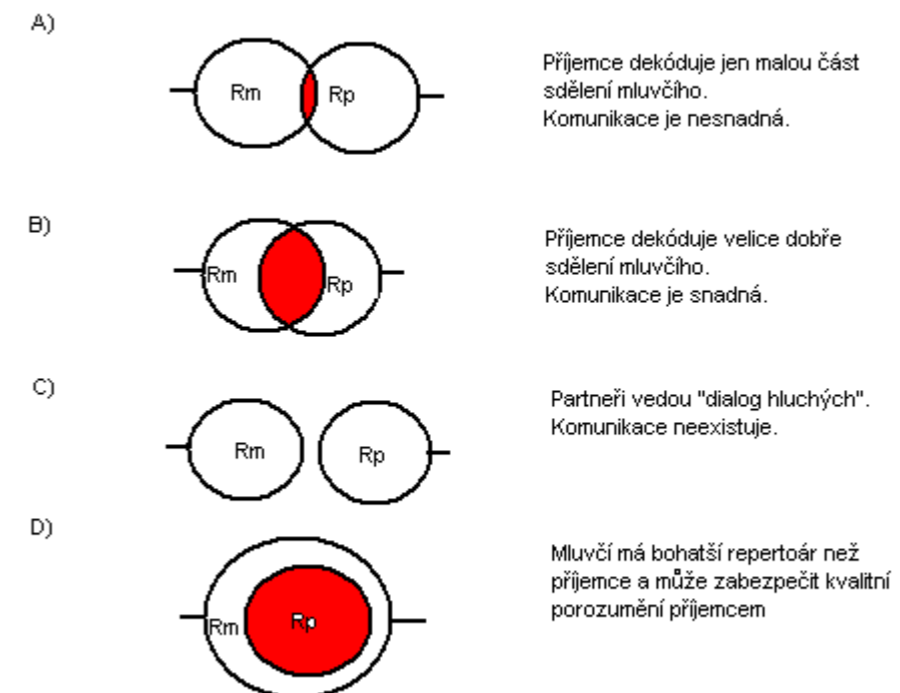 A)
Rm Rp
Příjemce dekóduje jen malou část
sdělení mluvčího.
Komunikace je nesnadná.
B)
Rm Rp
Příjemce dekóduje velice dobře
sdělení mluvčího.
Komunikace je snadná.
C)
Rm Rp
Partneři vedou "dialog hluchých".
Komunikace neexistuje.
D)
Rm Rp
Mluvčí má bohatší repertoár než
příjemce a může zabezpečit kvalitní
porozumění příjemcem